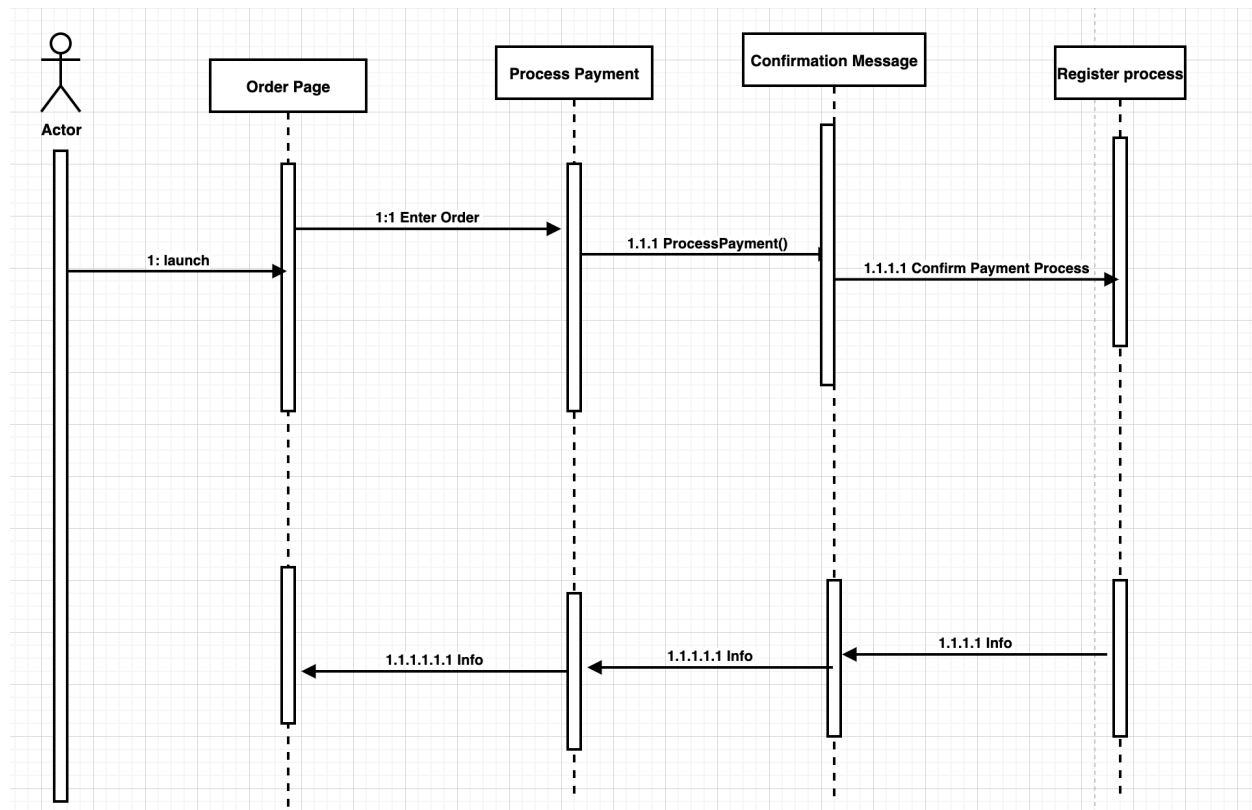 Actor
Order Page
Process Payment
Confirmation Message
Register process
1: launch
1:1 Enter Order
1.1.1 ProcessPayment()
1.1.1.1 Confirm Payment Process
1.1.1.1.1.1 Info
1.1.1.1.1 Info
1.1.1.1 Info